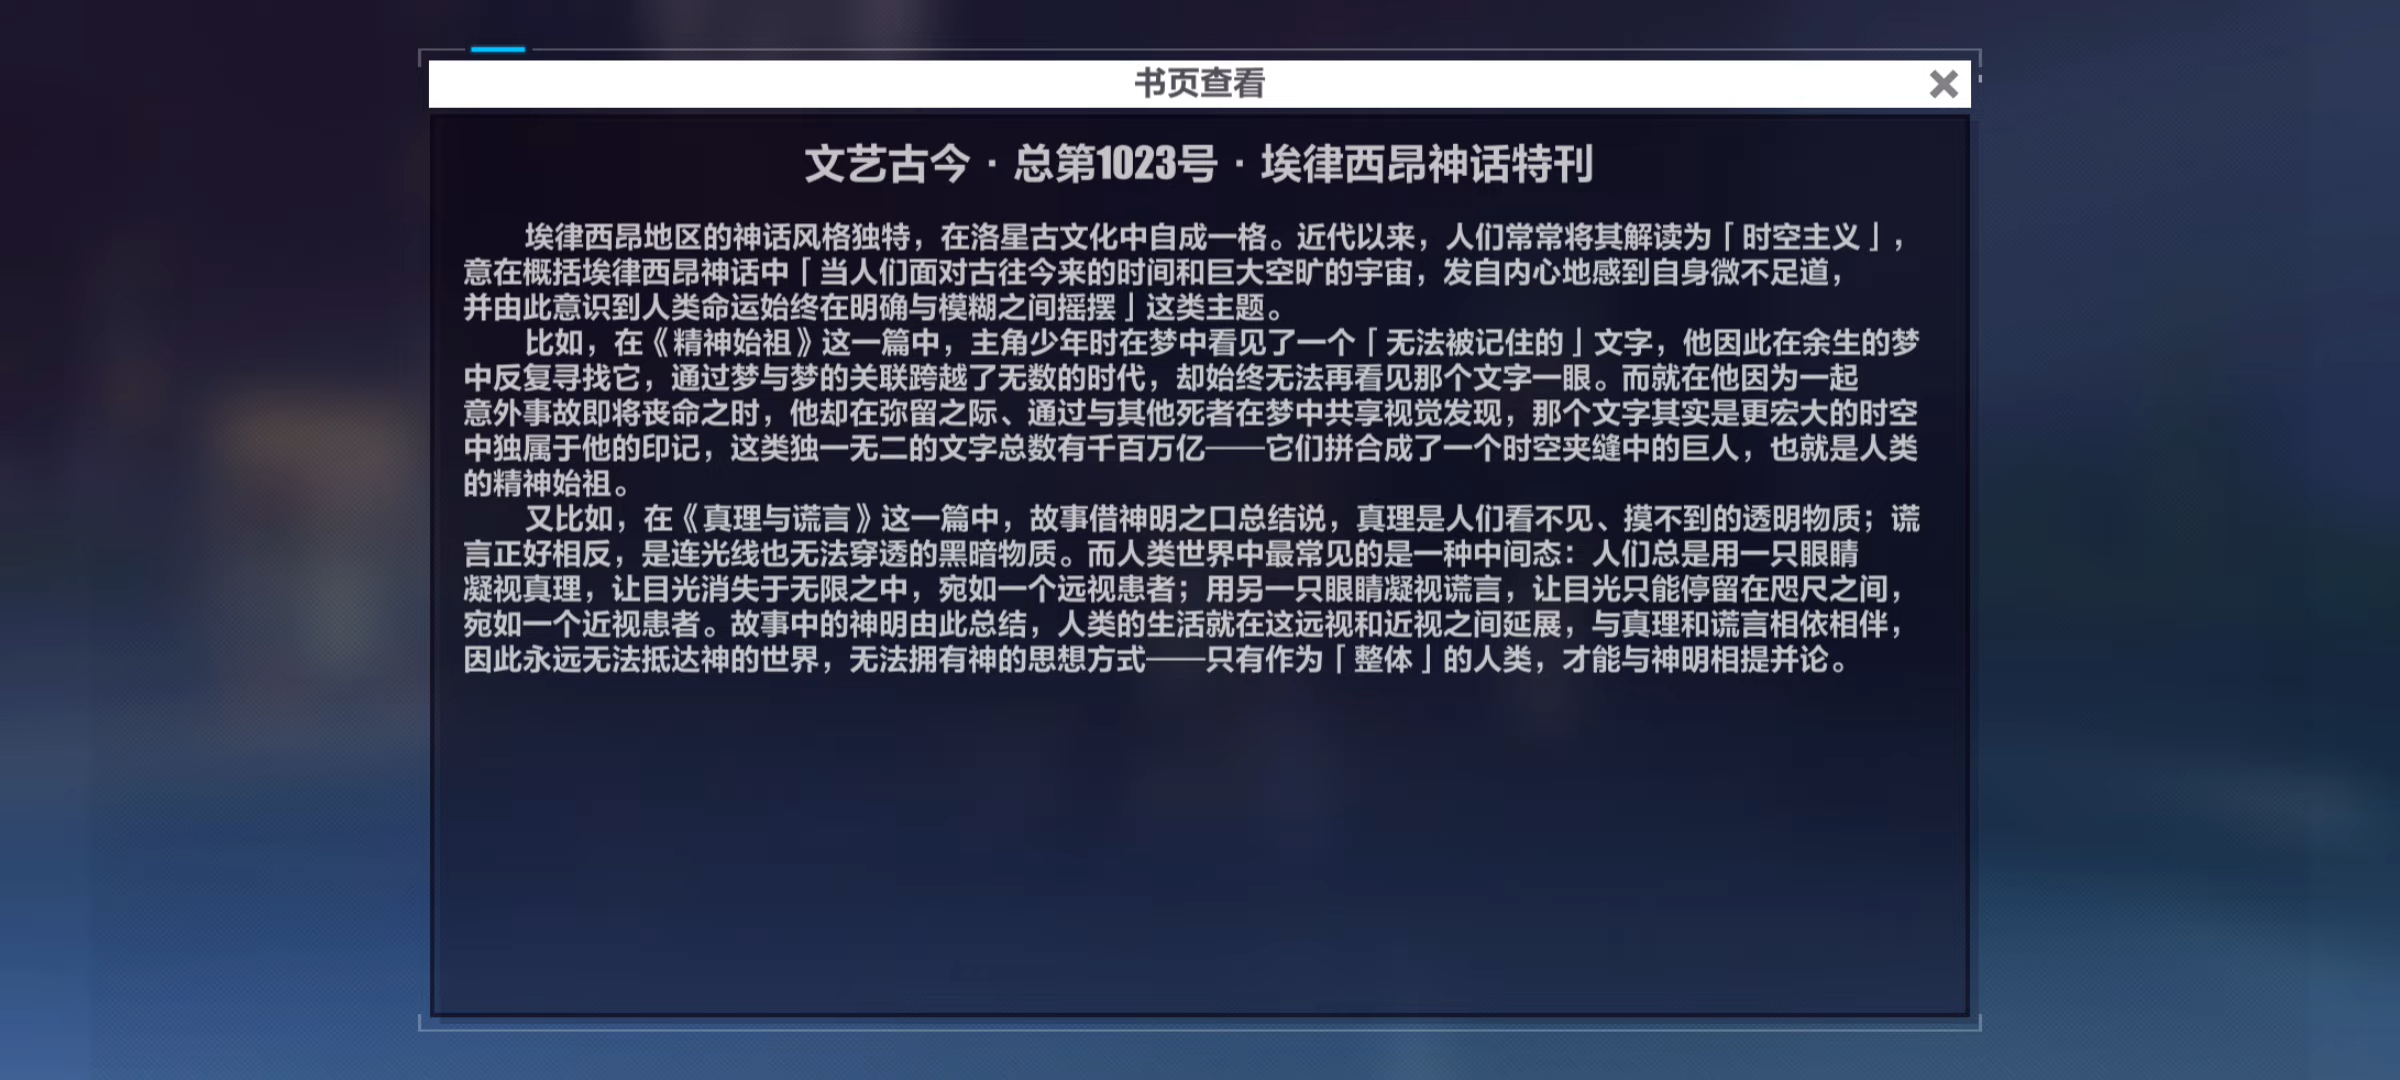 书页查看
文艺古今·总第1023号·埃律西昂神话特刊
埃律西昂地区的神话风格独特，在洛星古文化中自成一格。近代以来，人们常常将其解读为「时空主义」，
意在概括埃律西昂神话中「当人们面对古往今来的时间和巨大空旷的宇宙，发自内心地感到自身微不足道，
并由此意识到人类命运始终在明确与模糊之间摇摆」这类主题。
比如，在《精神始祖》这一篇中，主角少年时在梦中看见了一个「无法被记住的」文字，他因此在余生的梦
中反复寻找它，通过梦与梦的关联跨越了无数的时代，却始终无法再看见那个文字一眼。而就在他因为一起
意外事故即将丧命之时，他却在弥留之际、通过与其他死者在梦中共享视觉发现，那个文字其实是更宏大的时空
中独属于他的印记，这类独一无二的文字总数有千百万亿——它们拼合成了一个时空夹缝中的巨人，也就是人类
的精神始祖。
又比如，在《真理与谎言》这一篇中，故事借神明之口总结说，真理是人们看不见、摸不到的透明物质；谎
言正好相反，是连光线也无法穿透的黑暗物质。而人类世界中最常见的是一种中间态：人们总是用一只眼睛
凝视真理，让目光消失于无限之中，宛如一个远视患者；用另一只眼睛凝视谎言，让目光只能停留在咫尺之间，
宛如一个近视患者。故事中的神明由此总结，人类的生活就在这远视和近视之间延展，与真理和谎言相依相伴，
因此永远无法抵达神的世界，无法拥有神的思想方式——只有作为「整体」的人类，才能与神明相提并论。